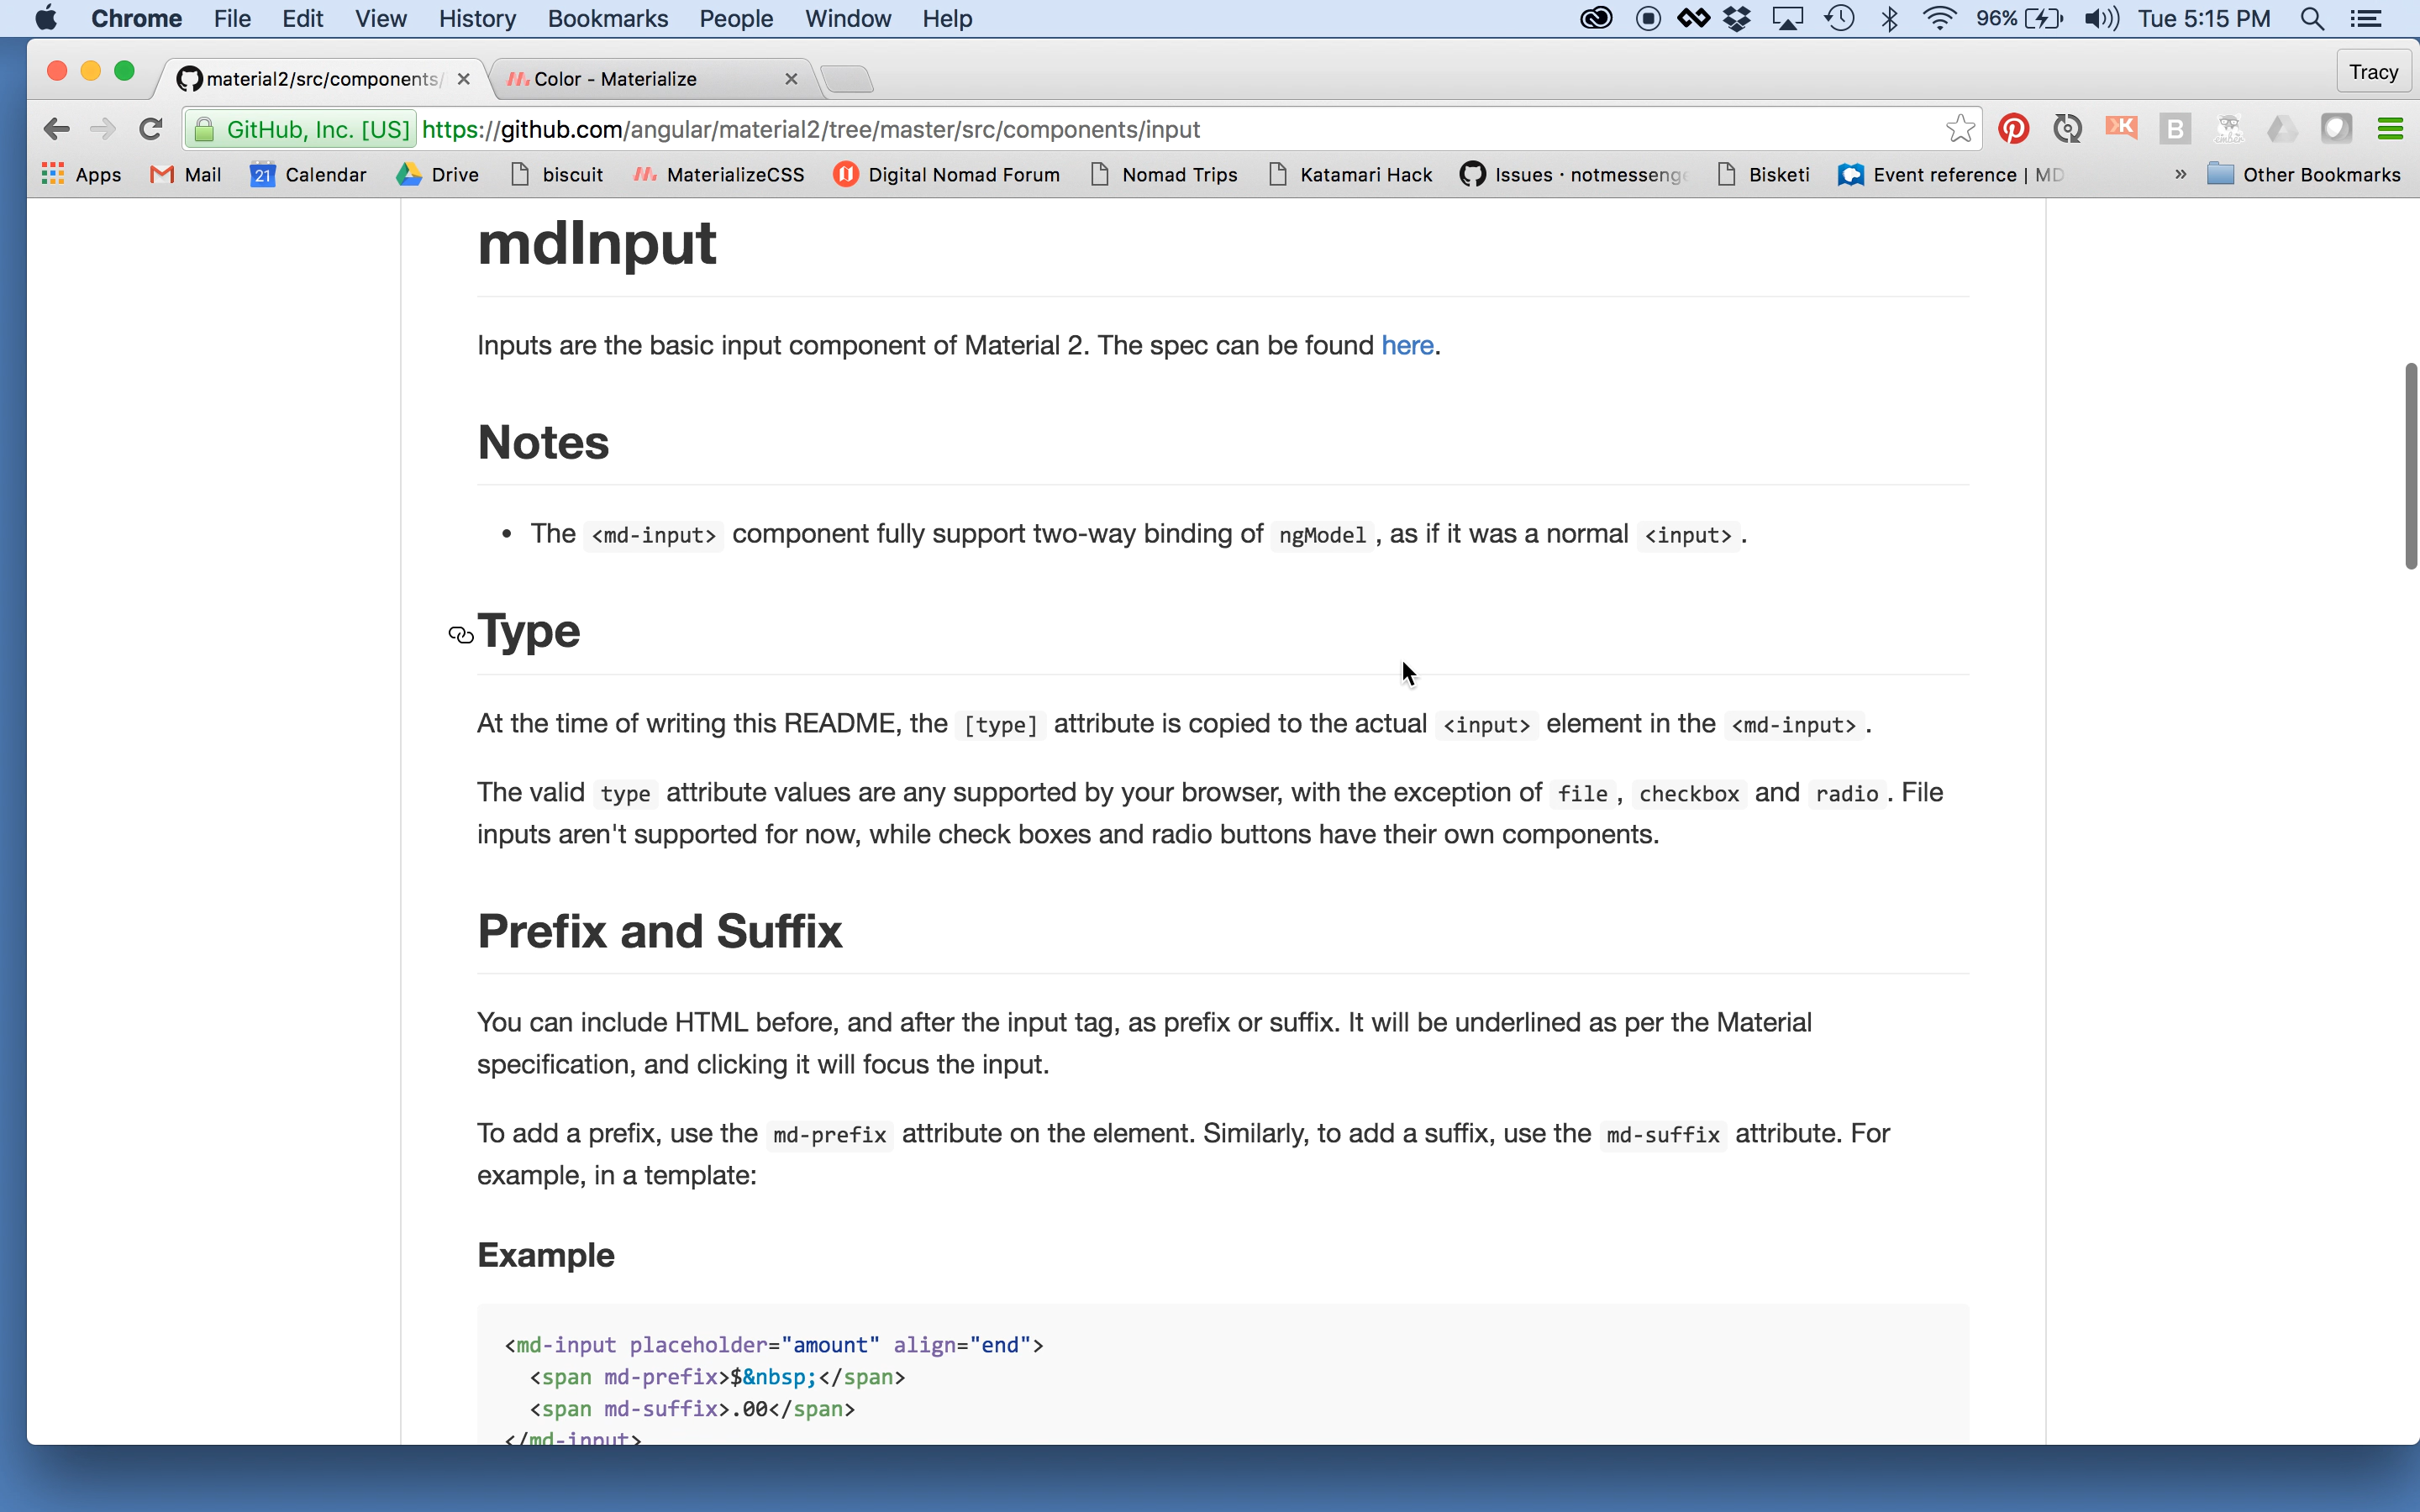 Chrome File Edit View History Bookmarks People Window Help 96% Tue 5:15 PM
material2/src/components/ Color - Materialize Tracy
GitHub, Inc. [US] https://github.com/angular/material2/tree/master/src/components/input
Apps Mail 21 Calendar Drive biscuit MaterializeCSS Digital Nomad Forum Nomad Trips Katamari Hack Issues · notmessenge Bisketi Event reference | MD » Other Bookmarks
mdInput
Inputs are the basic input component of Material 2. The spec can be found here.
Notes
• The <md-input> component fully support two-way binding of ngModel , as if it was a normal <input> .
Type
At the time of writing this README, the [type] attribute is copied to the actual <input> element in the <md-input> .
The valid type attribute values are any supported by your browser, with the exception of file , checkbox and radio . File
inputs aren't supported for now, while check boxes and radio buttons have their own components.
Prefix and Suffix
You can include HTML before, and after the input tag, as prefix or suffix. It will be underlined as per the Material
specification, and clicking it will focus the input.
To add a prefix, use the md-prefix attribute on the element. Similarly, to add a suffix, use the md-suffix attribute. For
example, in a template:
Example
<md-input placeholder="amount" align="end">
<span md-prefix>$&nbsp;</span>
<span md-suffix>.00</span>
</md-input>